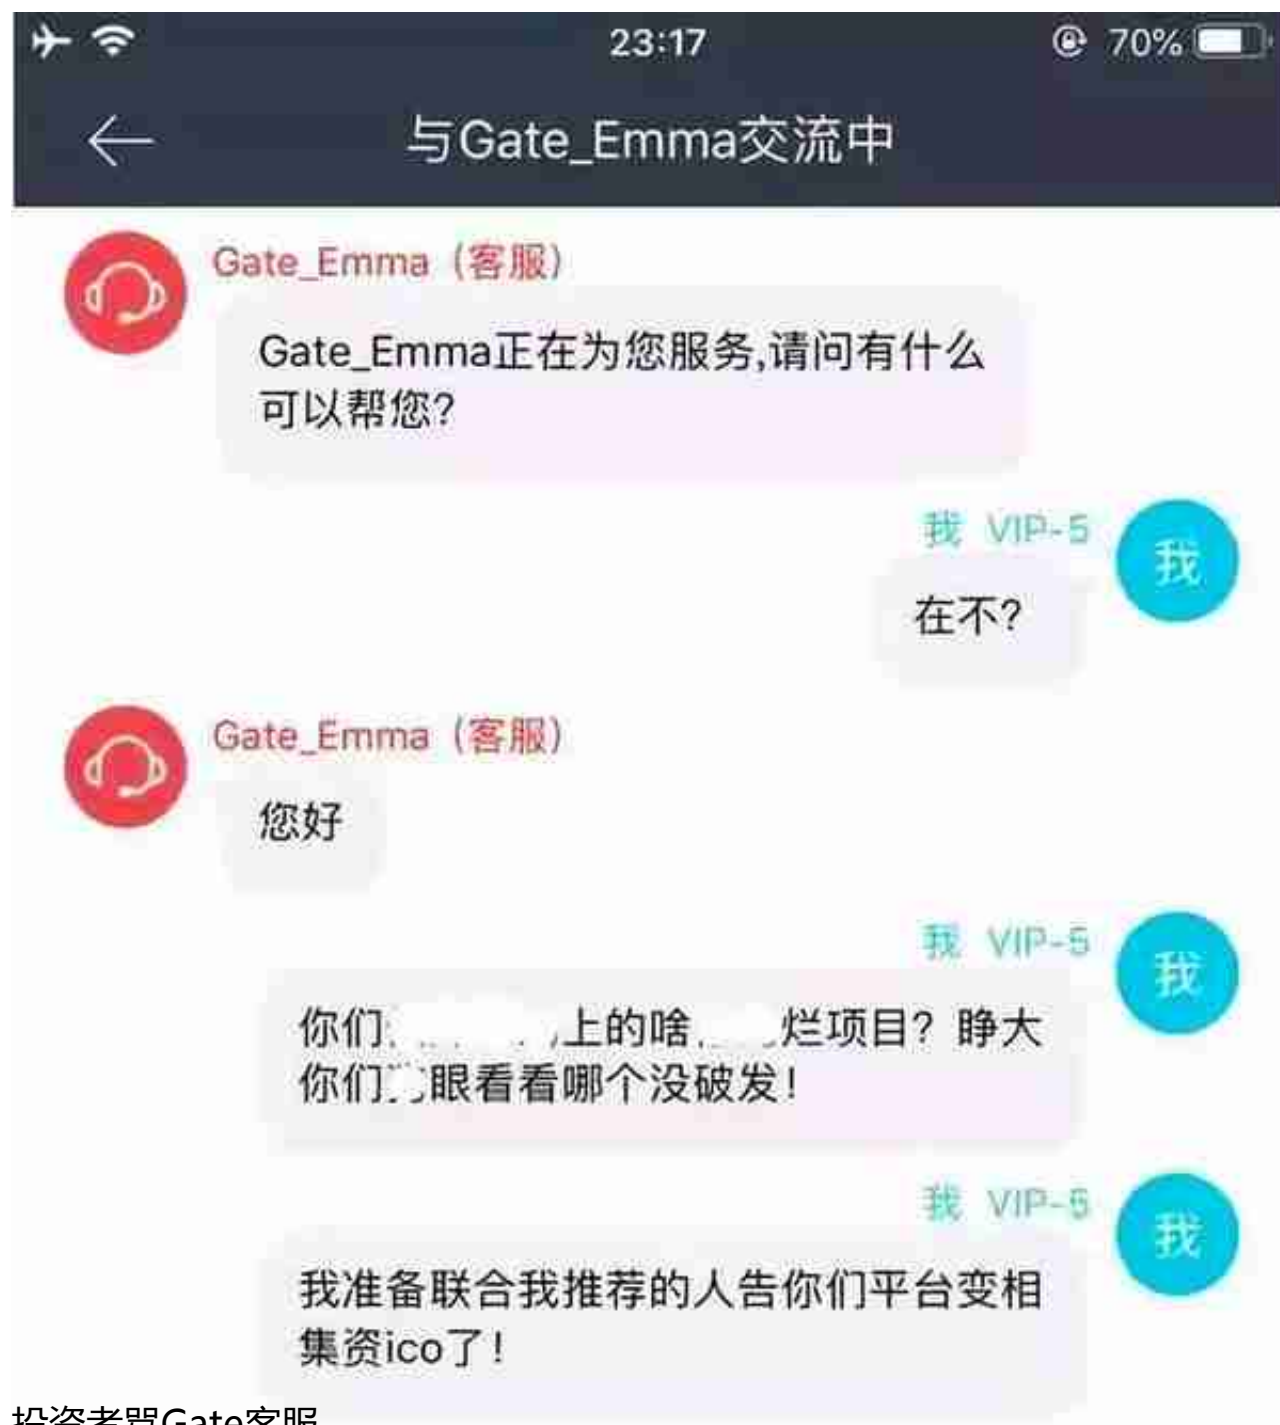 23:17
70%
与Gate_Emma交流中
Gate_Emma（客服）
Gate_Emma正在为您服务,请问有什么
可以帮您?
我 VIP-5
我
在不?
Gate_Emma（客服）
您好
我 VIP-5
我
你们 上的啥 烂项目？睁大
你们 眼看看哪个没破发！
我 VIP-5
我
我准备联合我推荐的人告你们平台变相
集资ico了！
投资者骂Gate客服